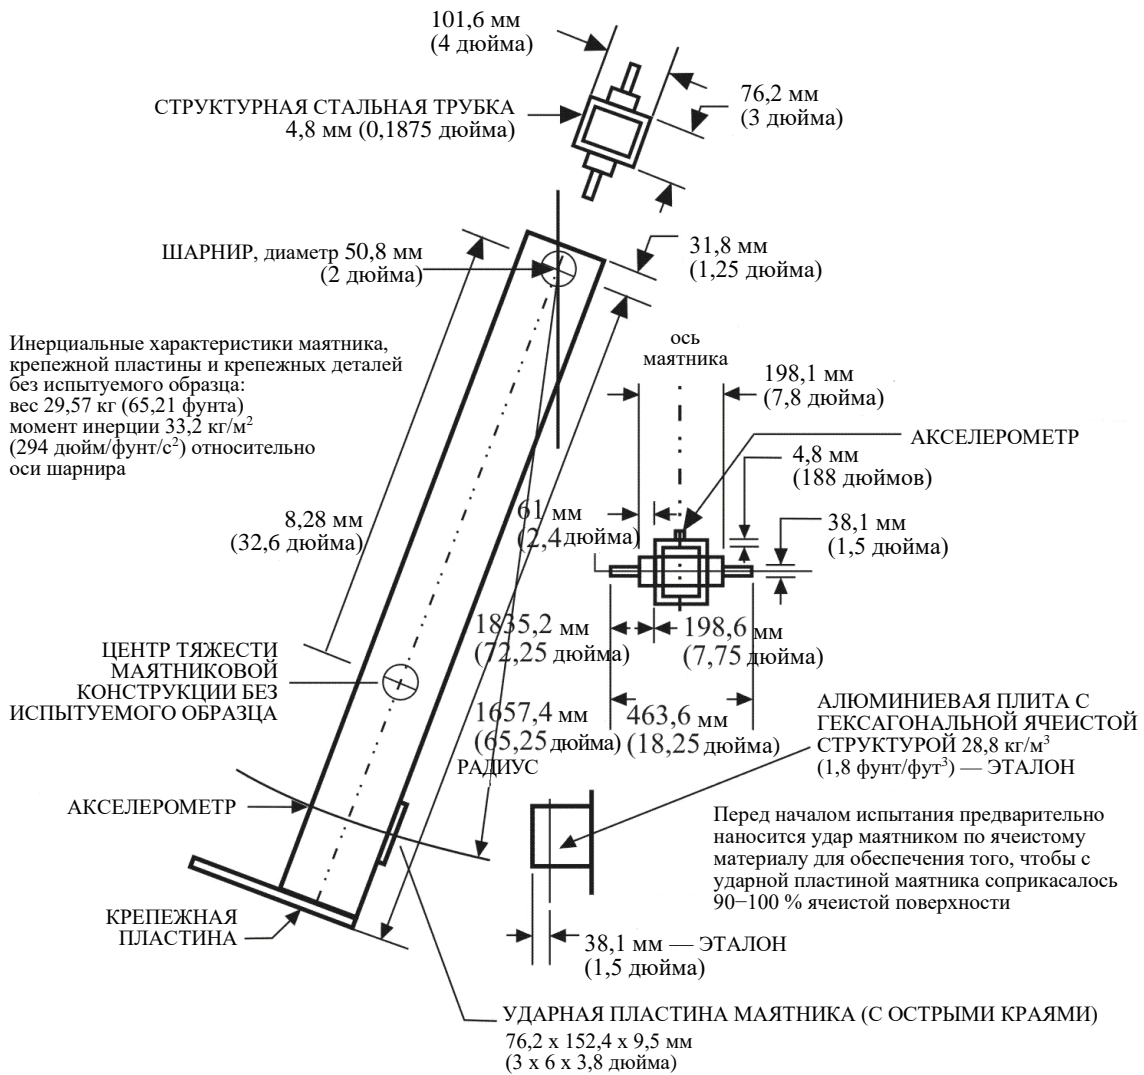 101,6 мм
(4 дюйма)
76,2 мм
(3 дюйма)
СТРУКТУРНАЯ СТАЛЬНАЯ ТРУБКА
4,8 мм (0,1875 дюйма)
ШАРНИР, диаметр 50,8 мм
(2 дюйма)
31,8 мм
(1,25 дюйма)
Инерциальные характеристики маятника,
крепежной пластины и крепежных деталей
без испытуемого образца:
вес 29,57 кг (65,21 фунта)
момент инерции 33,2 кг/м²
(294 дюйм/фунт/с²) относительно
оси шарнира
ось
маятника
198,1 мм
(7,8 дюйма)
АКСЕЛЕРОМЕТР
4,8 мм
(188 дюймов)
8,28 мм
(32,6 дюйма)
61 мм
(2,4 дюйма)
38,1 мм
(1,5 дюйма)
1835,2 мм
(72,25 дюйма)
198,6 мм
(7,75 дюйма)
ЦЕНТР ТЯЖЕСТИ
МАЯТНИКОВОЙ
КОНСТРУКЦИИ БЕЗ
ИСПЫТУЕМОГО ОБРАЗЦА
1657,4 мм
(65,25 дюйма)
РАДИУС
463,6 мм
(18,25 дюйма)
АЛЮМИНИЕВАЯ ПЛИТА С
ГЕКСАГОНАЛЬНОЙ ЯЧЕИСТОЙ
СТРУКТУРОЙ 28,8 кг/м³
(1,8 фунт/фут³) — ЭТАЛОН
АКСЕЛЕРОМЕТР
Перед началом испытания предварительно
наносится удар маятником по ячеистому
материалу для обеспечения того, чтобы с
ударной пластиной маятника соприкасалось
90−100 % ячеистой поверхности
КРЕПЕЖНАЯ
ПЛАСТИНА
38,1 мм — ЭТАЛОН
(1,5 дюйма)
УДАРНАЯ ПЛАСТИНА МАЯТНИКА (С ОСТРЫМИ КРАЯМИ)
76,2 x 152,4 x 9,5 мм
(3 x 6 x 3,8 дюйма)